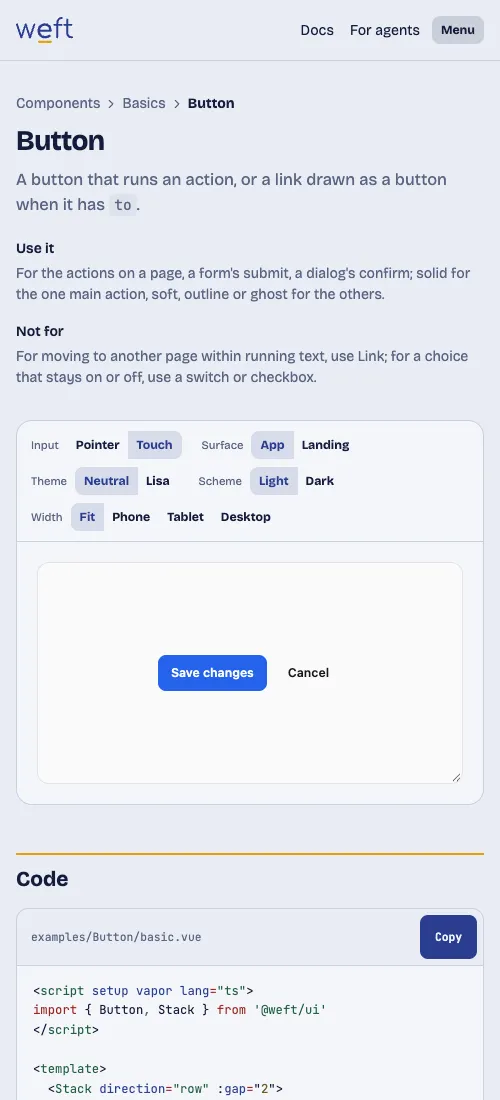 weft
Docs For agents Menu
Components > Basics > Button
Button
A button that runs an action, or a link drawn as a button
when it has to.
Use it
For the actions on a page, a form's submit, a dialog's confirm; solid for
the one main action, soft, outline or ghost for the others.
Not for
For moving to another page within running text, use Link; for a choice
that stays on or off, use a switch or checkbox.
Input Pointer Touch Surface App Landing
Theme Neutral Lisa Scheme Light Dark
Width Fit Phone Tablet Desktop
Save changes Cancel
Code
examples/Button/basic.vue Copy
<script setup vapor lang="ts">
import { Button, Stack } from '@weft/ui'
</script>
<template>
<Stack direction="row" :gap="2">